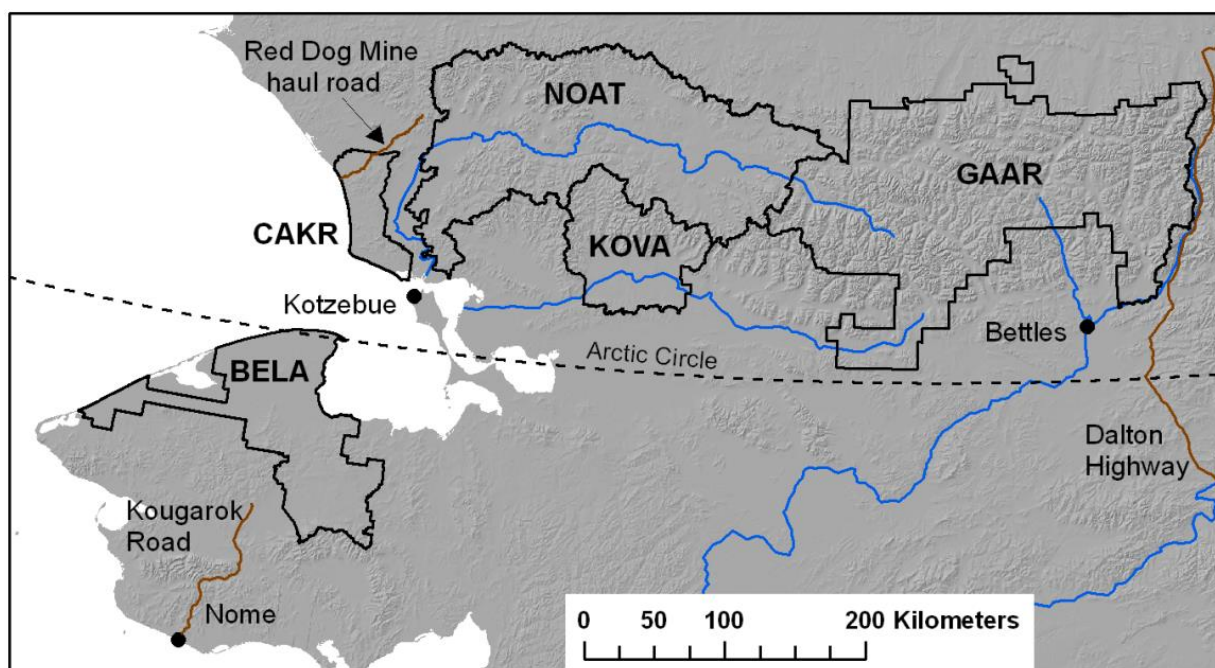 Red Dog Mine
haul road
NOAT
GAAR
CAKR
KOVA
Kotzebue
Bettles
Arctic Circle
BELA
Dalton
Highway
Kougarok
Road
Nome
0 50 100 200 Kilometers